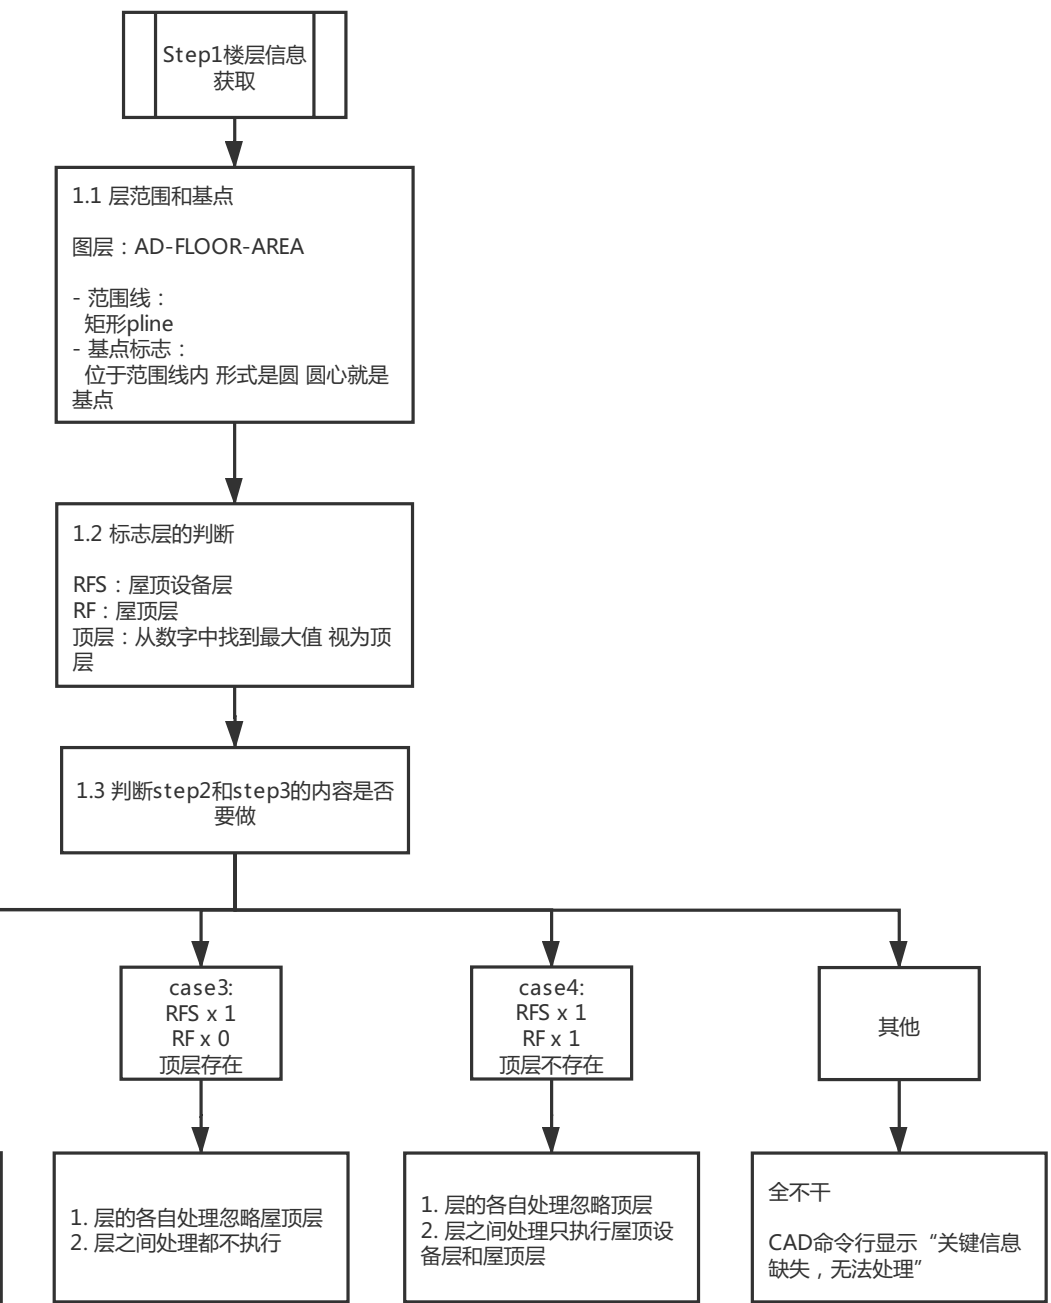 Step1楼层信息
获取
1.1 层范围和基点
图层：AD-FLOOR-AREA
- 范围线：
矩形pline
- 基点标志：
位于范围线内 形式是圆 圆心就是
基点
1.2 标志层的判断
RFS：屋顶设备层
RF：屋顶层
顶层：从数字中找到最大值 视为顶
层
1.3 判断step2和step3的内容是否
要做
case3:
RFS x 1
RF x 0
顶层存在
case4:
RFS x 1
RF x 1
顶层不存在
其他
1. 层的各自处理忽略屋顶层
2. 层之间处理都不执行
1. 层的各自处理忽略顶层
2. 层之间处理只执行屋顶设
备层和屋顶层
全不干
CAD命令行显示“关键信息
缺失，无法处理”